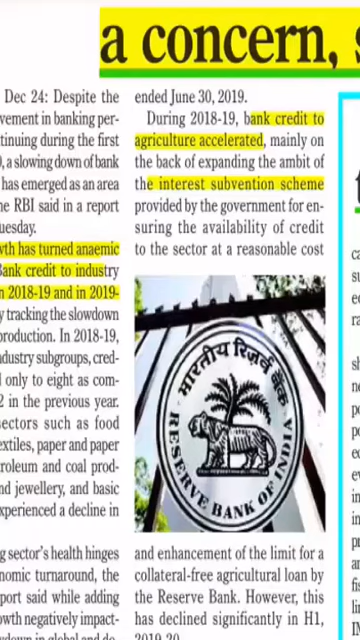 a concern,
Dec 24: Despite the
vement in banking per-
tinuing during the first
a slowing down of bank
has emerged as an area
RBI said in a report
uesday.
has turned anaemic
Bank credit to industry
n 2018-19 and in 2019-
tracking the slowdown
production. In 2018-19,
ndustry subgroups, cred-
only to eight as com-
2 in the previous year.
sectors such as food
extiles, paper and paper
roleum and coal prod-
nd jewellery, and basic
xperienced a decline in
g sector's health hinges
nomic turnaround, the
port said while adding
owth negatively impact-
ended June 30, 2019.
During 2018-19, bank credit to
agriculture accelerated, mainly on
the back of expanding the ambit of
the interest subvention scheme
provided by the government for en-
suring the availability of credit
to the sector at a reasonable cost
भारतीय रिज़र्व बैंक
RESERVE BANK OF INDIA
and enhancement of the limit for a
collateral-free agricultural loan by
the Reserve Bank. However, this
has declined significantly in H1,
2019-20